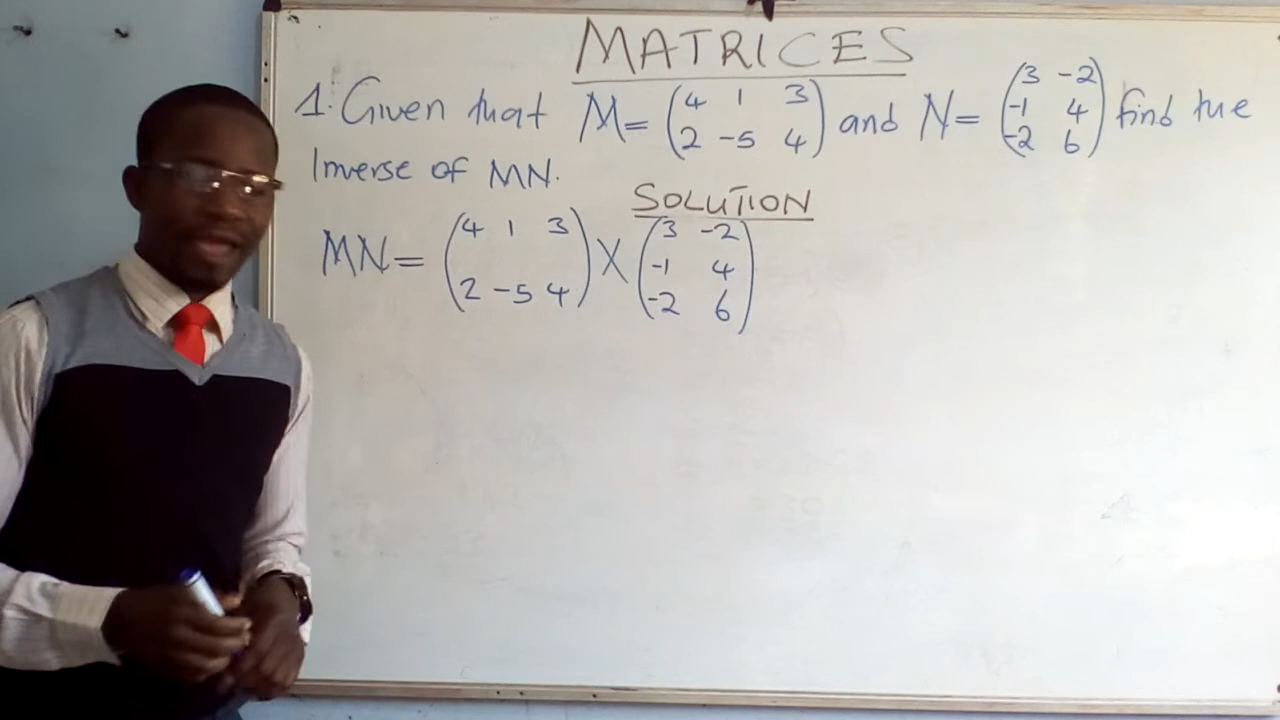 MATRICES
1. Given that M= (4 1 3 and N= (3 -2 find the
2 -5 4) -1 4
-2 6)
Inverse of MN.
SOLUTION
MN= (4 1 3 X (3 -2
2 -5 4) -1 4
-2 6)